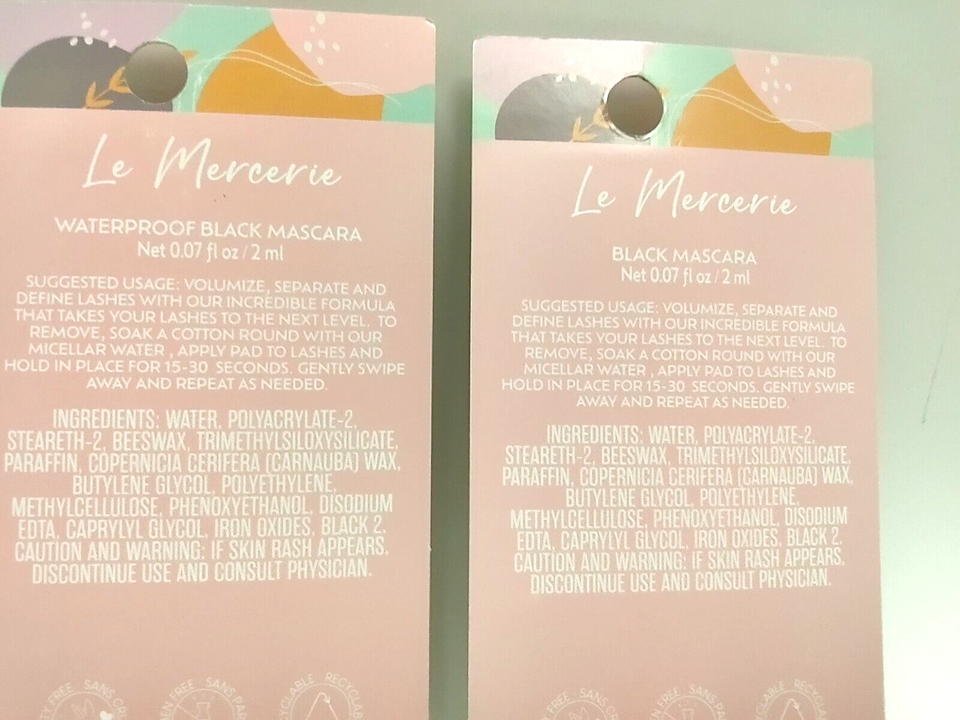 Le Mercerie
WATERPROOF BLACK MASCARA
Net 0.07 fl oz / 2 ml
SUGGESTED USAGE: VOLUMIZE, SEPARATE AND
DEFINE LASHES WITH OUR INCREDIBLE FORMULA
THAT TAKES YOUR LASHES TO THE NEXT LEVEL. TO
REMOVE, SOAK A COTTON ROUND WITH OUR
MICELLAR WATER , APPLY PAD TO LASHES AND
HOLD IN PLACE FOR 15-30 SECONDS. GENTLY SWIPE
AWAY AND REPEAT AS NEEDED.
INGREDIENTS: WATER, POLYACRYLATE-2,
STEARETH-2, BEESWAX, TRIMETHYLSILOXYSILICATE,
PARAFFIN, COPERNICIA CERIFERA (CARNAUBA) WAX,
BUTYLENE GLYCOL, POLYETHYLENE,
METHYLCELLULOSE, PHENOXYETHANOL, DISODIUM
EDTA, CAPRYLYL GLYCOL, IRON OXIDES, BLACK 2.
CAUTION AND WARNING: IF SKIN RASH APPEARS,
DISCONTINUE USE AND CONSULT PHYSICIAN.
FREE SANS
FREE SANS PAR
RECYCLABLE
Le Mercerie
BLACK MASCARA
Net 0.07 fl oz / 2 ml
SUGGESTED USAGE: VOLUMIZE, SEPARATE AND
DEFINE LASHES WITH OUR INCREDIBLE FORMULA
THAT TAKES YOUR LASHES TO THE NEXT LEVEL. TO
REMOVE, SOAK A COTTON ROUND WITH OUR
MICELLAR WATER , APPLY PAD TO LASHES AND
HOLD IN PLACE FOR 15-30 SECONDS. GENTLY SWIPE
AWAY AND REPEAT AS NEEDED.
INGREDIENTS: WATER, POLYACRYLATE-2,
STEARETH-2, BEESWAX, TRIMETHYLSILOXYSILICATE,
PARAFFIN, COPERNICIA CERIFERA (CARNAUBA) WAX,
BUTYLENE GLYCOL, POLYETHYLENE,
METHYLCELLULOSE, PHENOXYETHANOL, DISODIUM
EDTA, CAPRYLYL GLYCOL, IRON OXIDES, BLACK 2.
CAUTION AND WARNING: IF SKIN RASH APPEARS,
DISCONTINUE USE AND CONSULT PHYSICIAN.
FREE SANS
FREE SANS